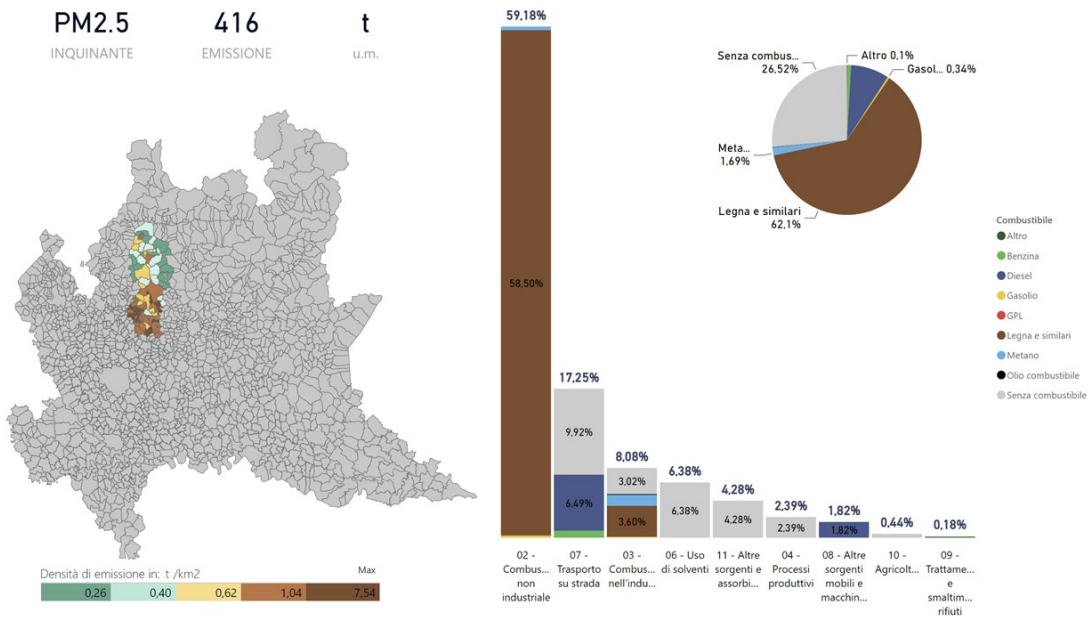 PM2.5
416
t
INQUINANTE
EMISSIONE
u.m.
59,18%
58,50%
17,25%
9,92%
6,49%
8,08%
3,02%
3,60%
6,38%
6,38%
4,28%
4,28%
2,39%
2,39%
1,82%
1,82%
0,44%
0,18%
02 -
Combus...
non
industriale
07 -
Trasporto
su strada
03 -
Combus...
nell'indu...
06 - Uso
di solventi
11 - Altre
sorgenti e
assorbi...
04 -
Processi
produttivi
08 - Altre
sorgenti
mobili e
macchin...
10 -
Agricolt...
09 -
Trattame...
e
smaltim...
rifiuti
Senza combus...
26,52%
Altro 0,1%
Gasol... 0,34%
Meta...
1,69%
Legna e similari
62,1%
Combustibile
Altro
Benzina
Diesel
Gasolio
GPL
Legna e similari
Metano
Olio combustibile
Senza combustibile
Densità di emissione in: t /km2
Max
0,26
0,40
0,62
1,04
7,54